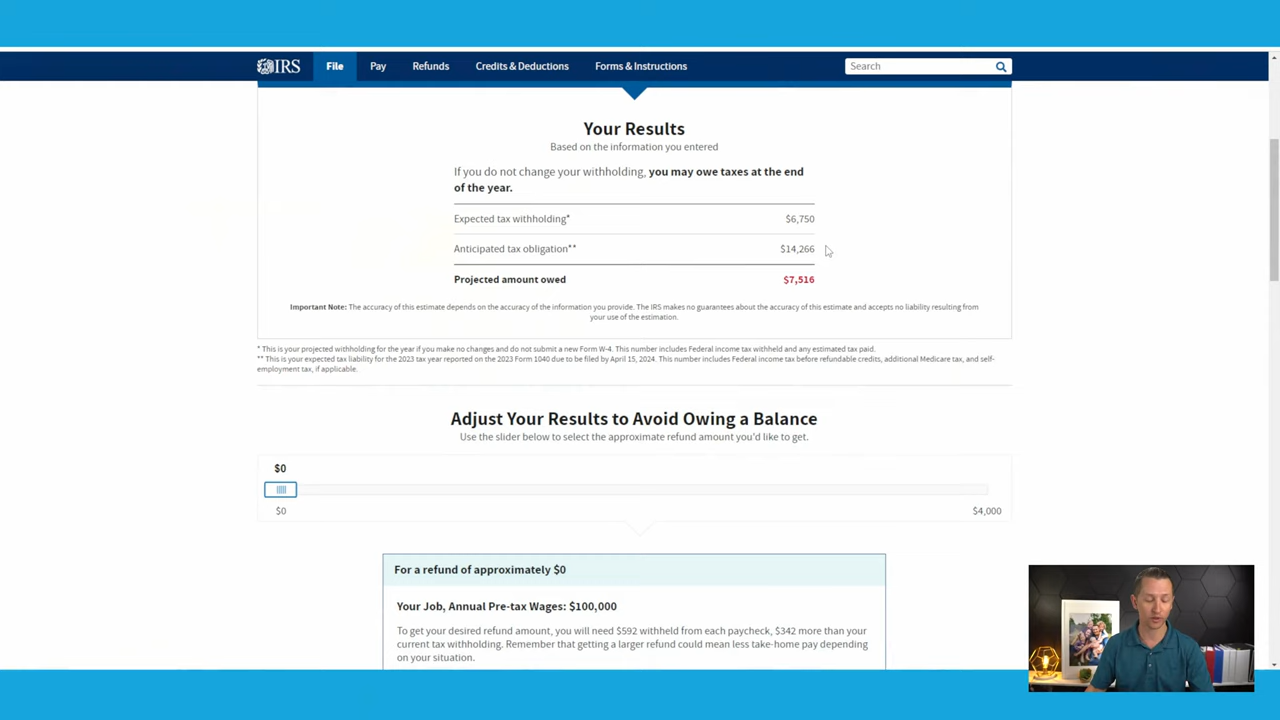 IRS File Pay Refunds Credits & Deductions Forms & Instructions Search
Your Results
Based on the information you entered
If you do not change your withholding, you may owe taxes at the end
of the year.
Expected tax withholding* $6,750
Anticipated tax obligation** $14,266
Projected amount owed $7,516
Important Note: The accuracy of this estimate depends on the accuracy of the information you provide. The IRS makes no guarantees about the accuracy of this estimate and accepts no liability resulting from
your use of the estimation.
* This is your projected withholding for the year if you make no changes and do not submit a new Form W-4. This number includes Federal income tax withheld and any estimated tax paid.
** This is your expected tax liability for the 2023 tax year reported on the 2023 Form 1040 due to be filed by April 15, 2024. This number includes Federal income tax before refundable credits, additional Medicare tax, and self-
employment tax, if applicable.
Adjust Your Results to Avoid Owing a Balance
Use the slider below to select the approximate refund amount you'd like to get.
$0
$0 $4,000
For a refund of approximately $0
Your Job, Annual Pre-tax Wages: $100,000
To get your desired refund amount, you will need $592 withheld from each paycheck, $342 more than your
current tax withholding. Remember that getting a larger refund could mean less take-home pay depending
on your situation.